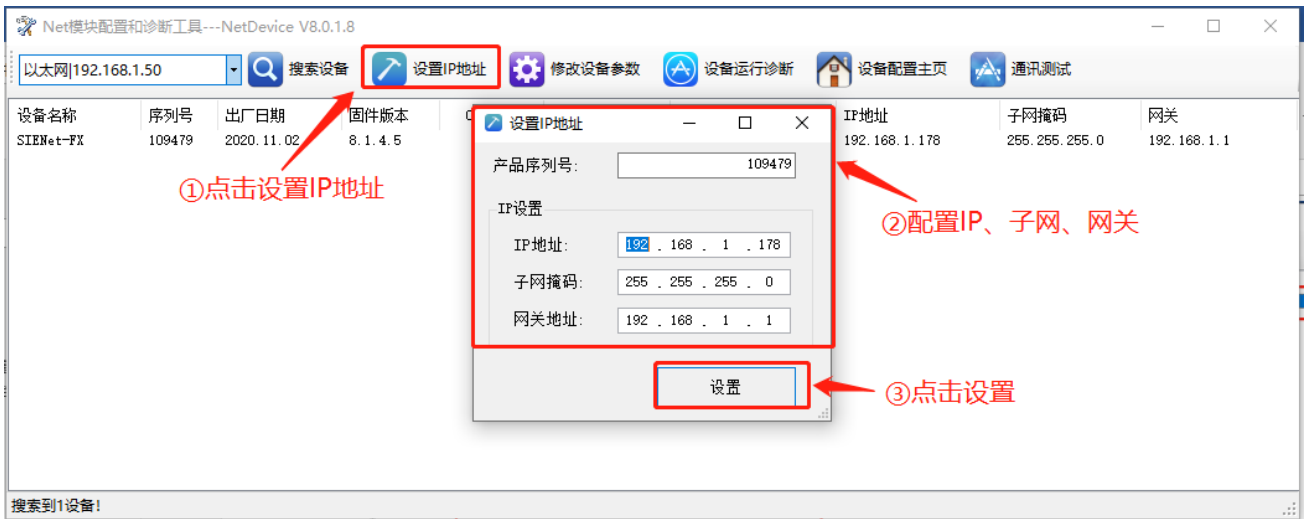 Net模块配置和诊断工具---NetDevice V8.0.1.8
以太网|192.168.1.50 搜索设备 设置IP地址 修改设备参数 设备运行诊断 设备配置主页 通讯测试
设备名称 序列号 出厂日期 固件版本 IP地址 子网掩码 网关
SIENet-FX 109479 2020.11.02 8.1.4.5 192.168.1.178 255.255.255.0 192.168.1.1
设置IP地址
产品序列号: 109479
①点击设置IP地址
IP设置
②配置IP、子网、网关
IP地址: 192 . 168 . 1 . 178
子网掩码: 255 . 255 . 255 . 0
网关地址: 192 . 168 . 1 . 1
设置
③点击设置
搜索到1设备!